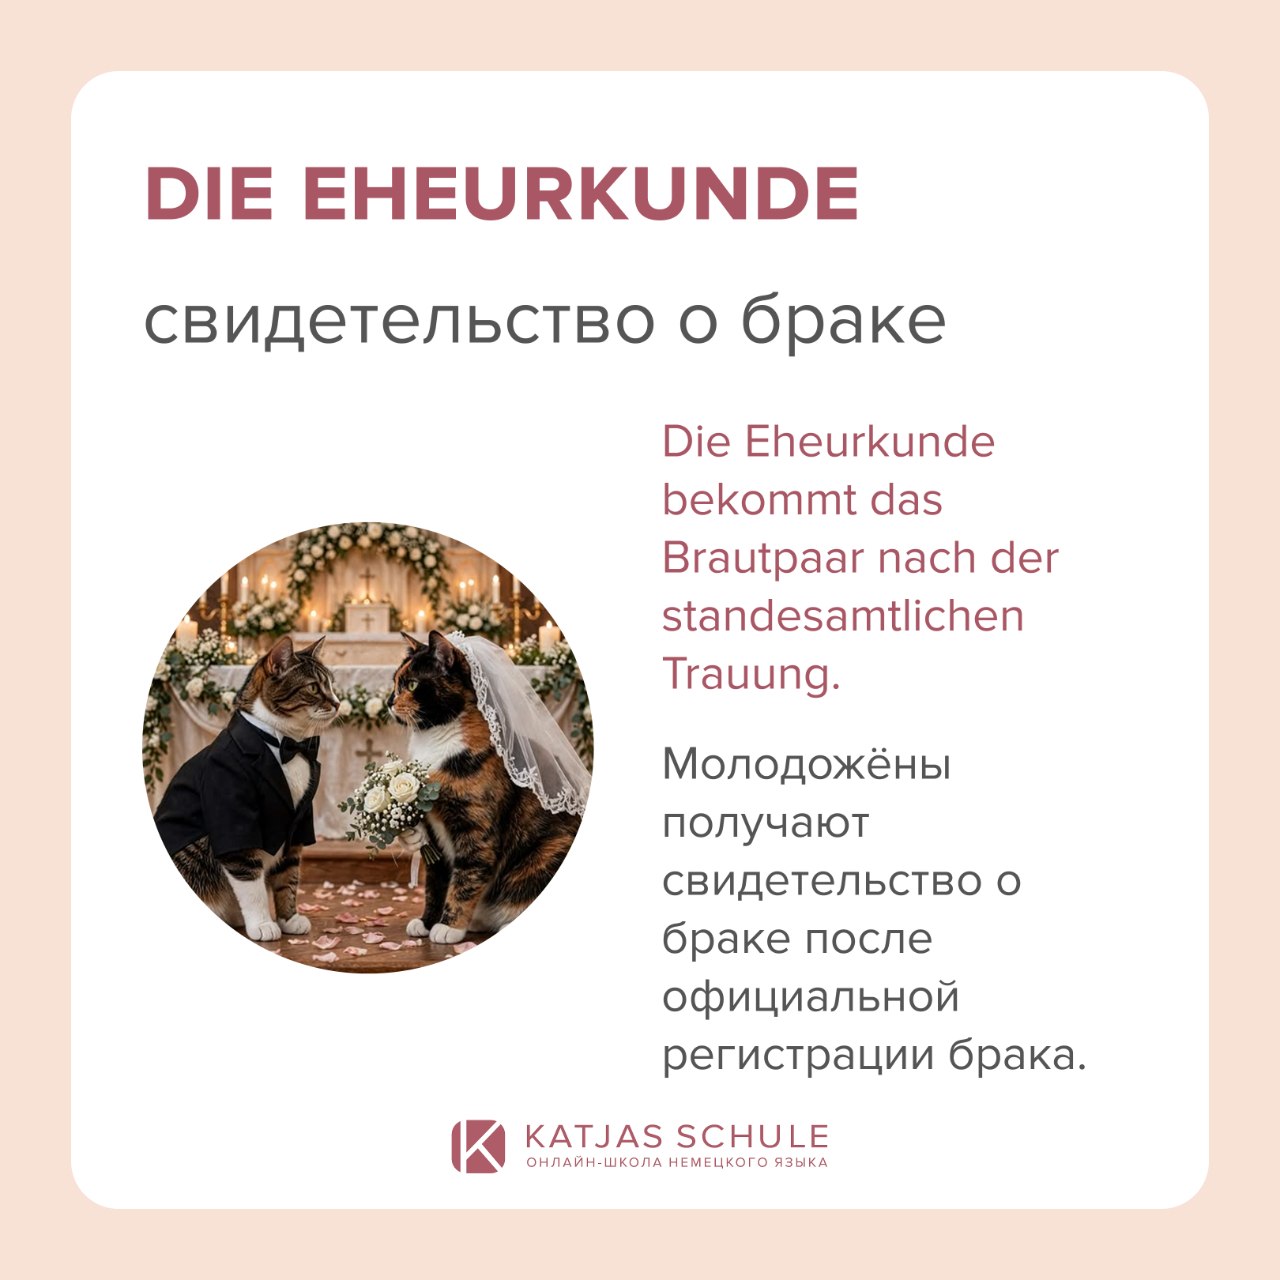 DIE EHEURKUNDE
свидетельство о браке
Die Eheurkunde
bekommt das
Brautpaar nach der
standesamtlichen
Trauung.
Молодожёны
получают
свидетельство о
браке после
официальной
регистрации брака.
KATJAS SCHULE
ОНЛАЙН-ШКОЛА НЕМЕЦКОГО ЯЗЫКА